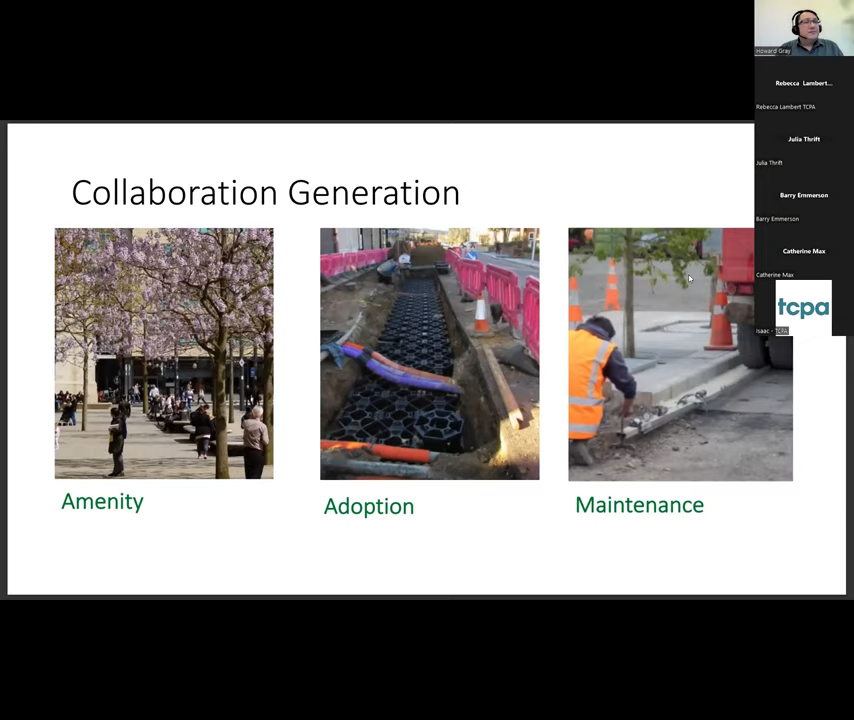 Howard Gray
Rebecca Lambert...
Rebecca Lambert TCPA
Julia Thrift
Julia Thrift
Barry Emmerson
Barry Emmerson
Catherine Max
Catherine Max
tcpa
Isaac - TCPA
Collaboration Generation
Amenity
Adoption
Maintenance